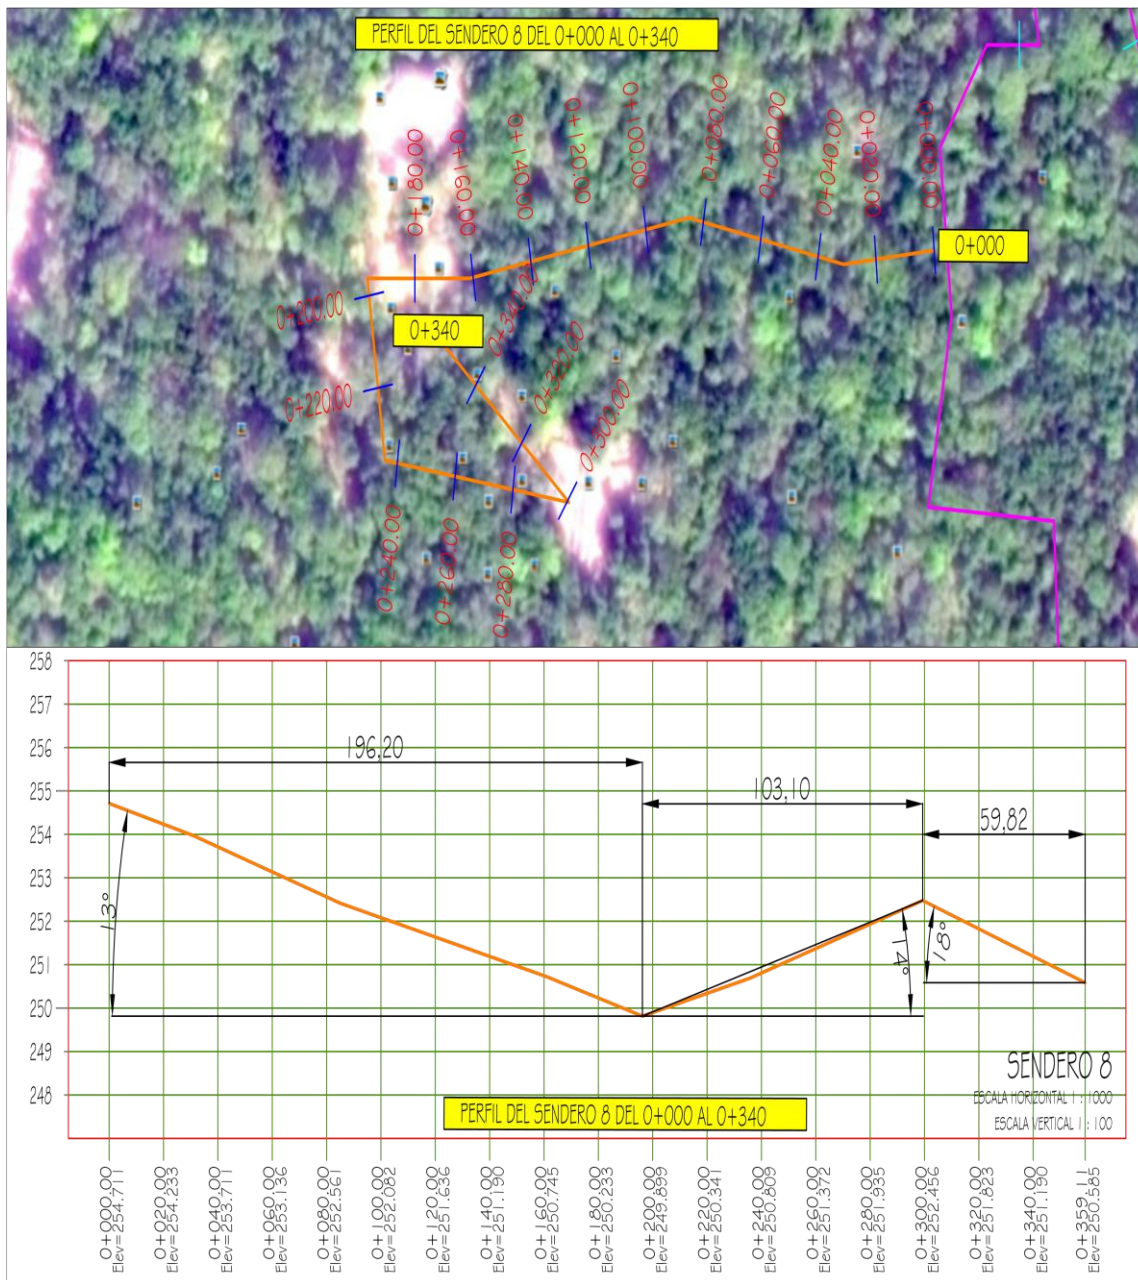 PERFIL DEL SENDERO 8 DEL 0+000 AL 0+340
0+180.00
0+160.00
0+140.00
0+120.00
0+100.00
0+080.00
0+060.00
0+040.00
0+020.00
0+000.00
0+000
0+200.00
0+340
0+340.00
0+320.00
0+300.00
0+220.00
0+240.00
0+260.00
0+280.00
258
257
256
255
254
253
252
251
250
249
248
196,20
103,10
59,82
13°
14°
18°
SENDERO 8
ESCALA HORIZONTAL 1 : 1000
ESCALA VERTICAL 1 : 100
PERFIL DEL SENDERO 8 DEL 0+000 AL 0+340
0+000.00
Elev=254.711
0+020.00
Elev=254.233
0+040.00
Elev=253.711
0+060.00
Elev=253.136
0+080.00
Elev=252.561
0+100.00
Elev=252.082
0+120.00
Elev=251.636
0+140.00
Elev=251.190
0+160.00
Elev=250.745
0+180.00
Elev=250.233
0+200.00
Elev=249.899
0+220.00
Elev=250.341
0+240.00
Elev=250.809
0+260.00
Elev=251.372
0+280.00
Elev=251.935
0+300.00
Elev=252.456
0+320.00
Elev=251.823
0+340.00
Elev=251.190
0+359.11
Elev=250.585